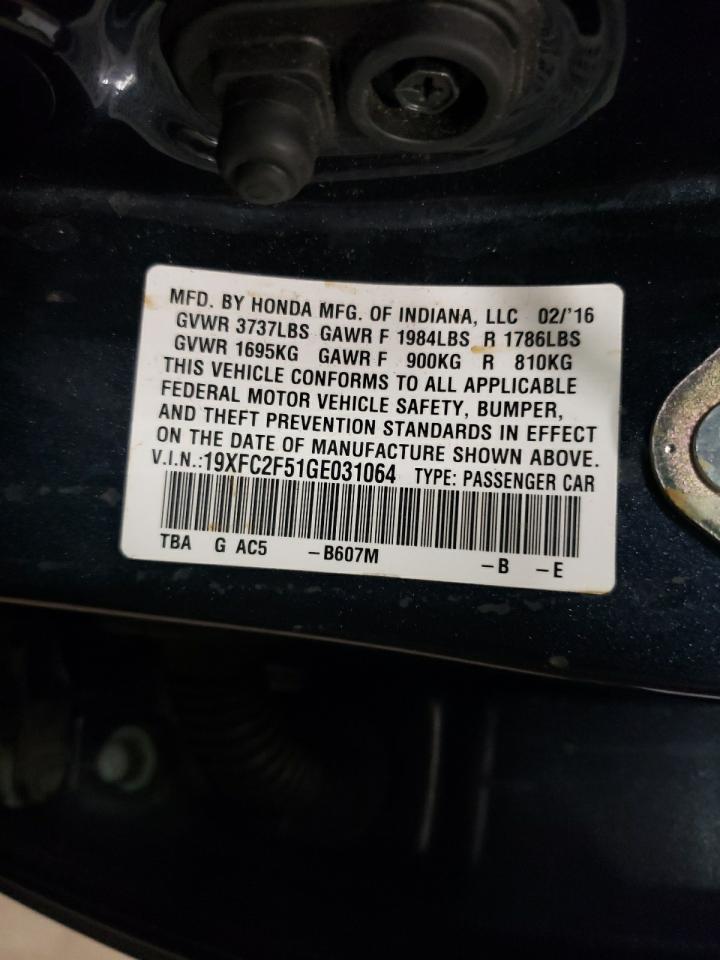 MFD. BY HONDA MFG. OF INDIANA, LLC 02/'16
GVWR 3737LBS GAWR F 1984LBS R 1786LBS
GVWR 1695KG GAWR F 900KG R 810KG
THIS VEHICLE CONFORMS TO ALL APPLICABLE
FEDERAL MOTOR VEHICLE SAFETY, BUMPER,
AND THEFT PREVENTION STANDARDS IN EFFECT
ON THE DATE OF MANUFACTURE SHOWN ABOVE.
V.I.N.:19XFC2F51GE031064 TYPE: PASSENGER CAR
TBA G AC5 –B607M –B –E